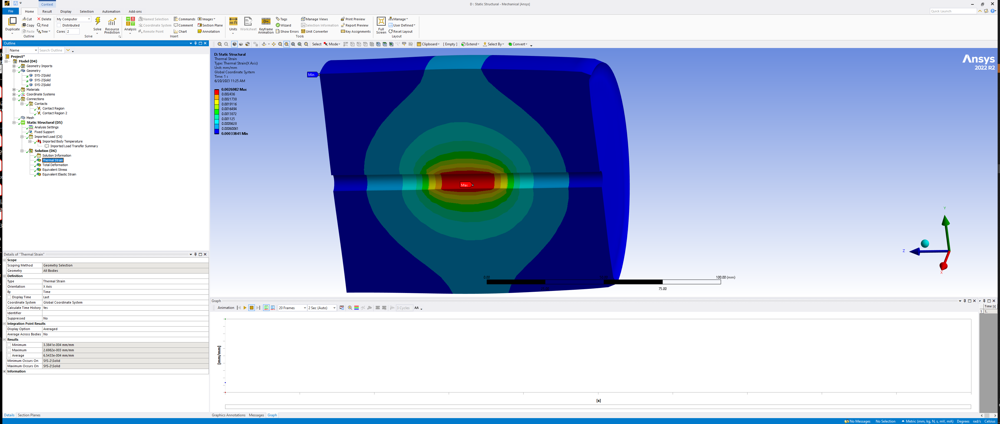 Context
D : Static Structural - Mechanical [Ansys]
File Home Result Display Selection Automation Add-ons
Quick Launch
Duplicate
Cut
Copy
Paste
Delete
Find
Tree
Outline
My Computer
Distributed
Cores 2
Solve
Resource
Prediction
Solve
Analysis
Named Selection
Coordinate System
Remote Point
Commands
Comment
Chart
Images
Section Plane
Annotation
Insert
Units
Worksheet
Keyframe
Animation
Tags
Wizard
Show Errors
Manage Views
Selection Information
Unit Converter
Print Preview
Report Preview
Key Assignments
Tools
Full
Screen
Manage
User Defined
Reset Layout
Layout
Outline
Name Search Outline
Project*
Model (D4)
Geometry Imports
Geometry
SYS-2\Solid
SYS-2\Solid
SYS-2\Solid
Materials
Coordinate Systems
Connections
Contacts
Contact Region
Contact Region 2
Mesh
Static Structural (D5)
Analysis Settings
Fixed Support
Imported Load (C6)
Imported Body Temperature
Imported Load Transfer Summary
Solution (D6)
Solution Information
Thermal Strain
Total Deformation
Equivalent Stress
Equivalent Elastic Strain
Select Mode Clipboard [ Empty ] Extend Select By Convert
D: Static Structural
Thermal Strain
Type: Thermal Strain(X Axis)
Unit: mm/mm
Global Coordinate System
Time: 1 s
6/20/2023 11:25 AM
0.0026982 Max
0.002436
0.0021738
0.0019116
0.0016494
0.0013872
0.001125
0.0008628
0.00060061
0.00033841 Min
Min
Max
Ansys
2022 R2
Y
Z
X
0.00 100.00 (mm)
75.00
Details of "Thermal Strain"
Scope
Scoping Method Geometry Selection
Geometry All Bodies
Definition
Type Thermal Strain
Orientation X Axis
By Time
Display Time Last
Coordinate System Global Coordinate System
Calculate Time History Yes
Identifier
Suppressed No
Integration Point Results
Display Option Averaged
Average Across Bodies No
Results
Minimum 3.3841e-004 mm/mm
Maximum 2.6982e-003 mm/mm
Average 6.5433e-004 mm/mm
Minimum Occurs On SYS-2\Solid
Maximum Occurs On SYS-2\Solid
Information
Details Section Planes
Graph
Animation 20 Frames 2 Sec (Auto) 3 Cycles AA
[mm/mm]
[s]
Time [s]
1 1.
Graphics Annotations Messages Graph
No Messages No Selection Metric (mm, kg, N, s, mV, mA) Degrees rad/s Celsius